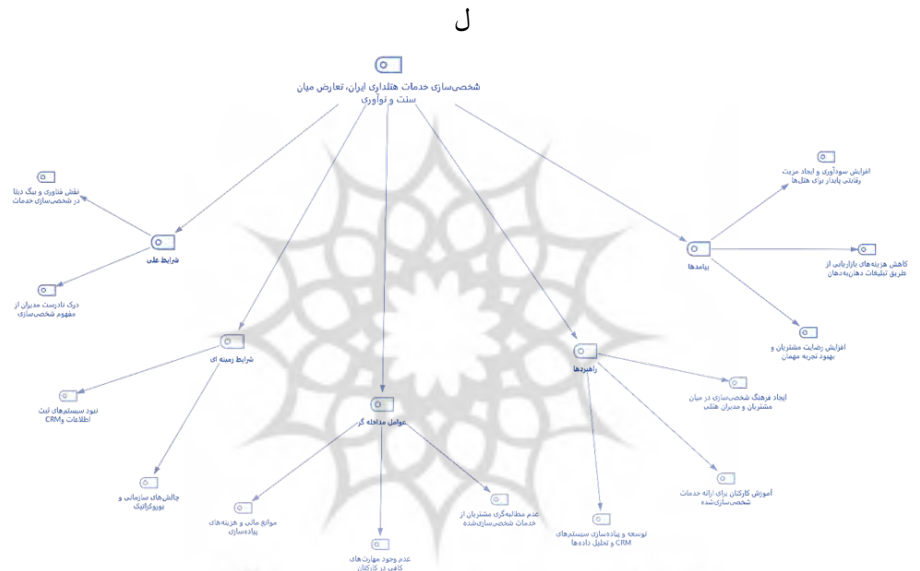 ل
شخصی‌سازی خدمات هتلداری ایران، تعارض میان
سنت و نوآوری
شرایط علی
نقش فناوری و بیگ دیتا
در شخصی‌سازی خدمات
درک نادرست مدیران از
مفهوم شخصی‌سازی
شرایط زمینه ای
نبود سیستم‌های ثبت
اطلاعات و CRM
چالش‌های سازمانی و
بوروکراتیک
عوامل مداخله گر
موانع مالی و هزینه‌های
پیاده‌سازی
عدم وجود مهارت‌های
کافی در کارکنان
عدم مطالبه‌گری مشتریان از
خدمات شخصی‌سازی‌شده
راهبردها
توسعه و پیاده‌سازی سیستم‌های
CRM و تحلیل داده‌ها
آموزش کارکنان برای ارائه خدمات
شخصی‌سازی‌شده
ایجاد فرهنگ شخصی‌سازی در میان
مشتریان و مدیران هتلی
پیامدها
افزایش سودآوری و ایجاد مزیت
رقابتی پایدار برای هتل‌ها
کاهش هزینه‌های بازاریابی از
طریق تبلیغات دهان‌به‌دهان
افزایش رضایت مشتریان و
بهبود تجربه مهمان